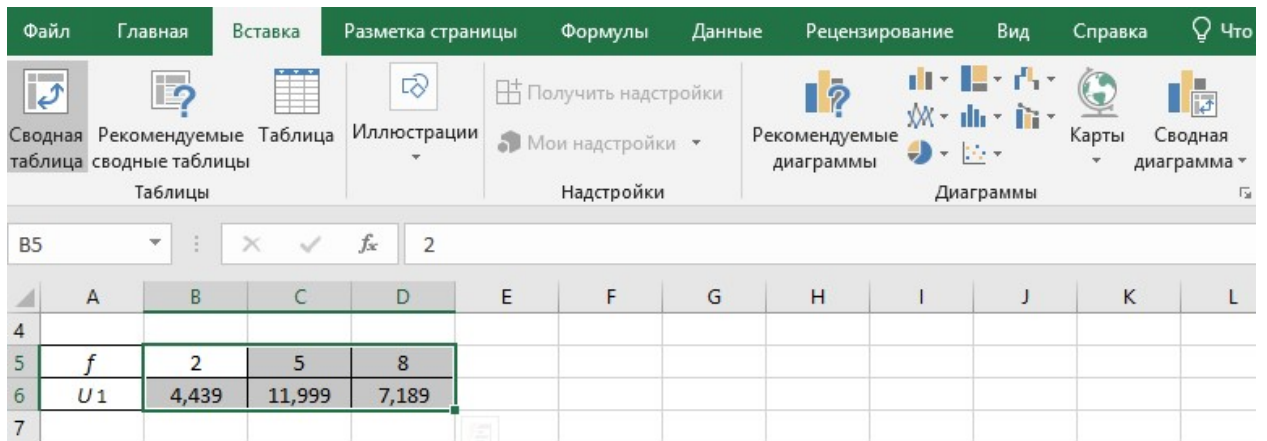 Файл Главная Вставка Разметка страницы Формулы Данные Рецензирование Вид Справка Что
Сводная таблица
Рекомендуемые сводные таблицы
Таблица
Иллюстрации
Получить надстройки
Мои надстройки
Рекомендуемые диаграммы
Карты
Сводная диаграмма
Таблицы Надстройки Диаграммы
B5 fx 2
A B C D E F G H I J K L
4
5 f 2 5 8
6 U1 4,439 11,999 7,189
7